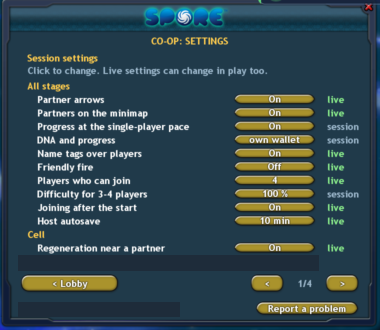 SPORE
CO-OP: SETTINGS
Session settings
Click to change. Live settings can change in play too.
All stages
Partner arrows On live
Partners on the minimap On live
Progress at the single-player pace On session
DNA and progress own wallet session
Name tags over players On live
Friendly fire Off live
Players who can join 4 live
Difficulty for 3-4 players 100 % session
Joining after the start On live
Host autosave 10 min live
Cell
Regeneration near a partner On live
< Lobby < 1/4 >
Report a problem